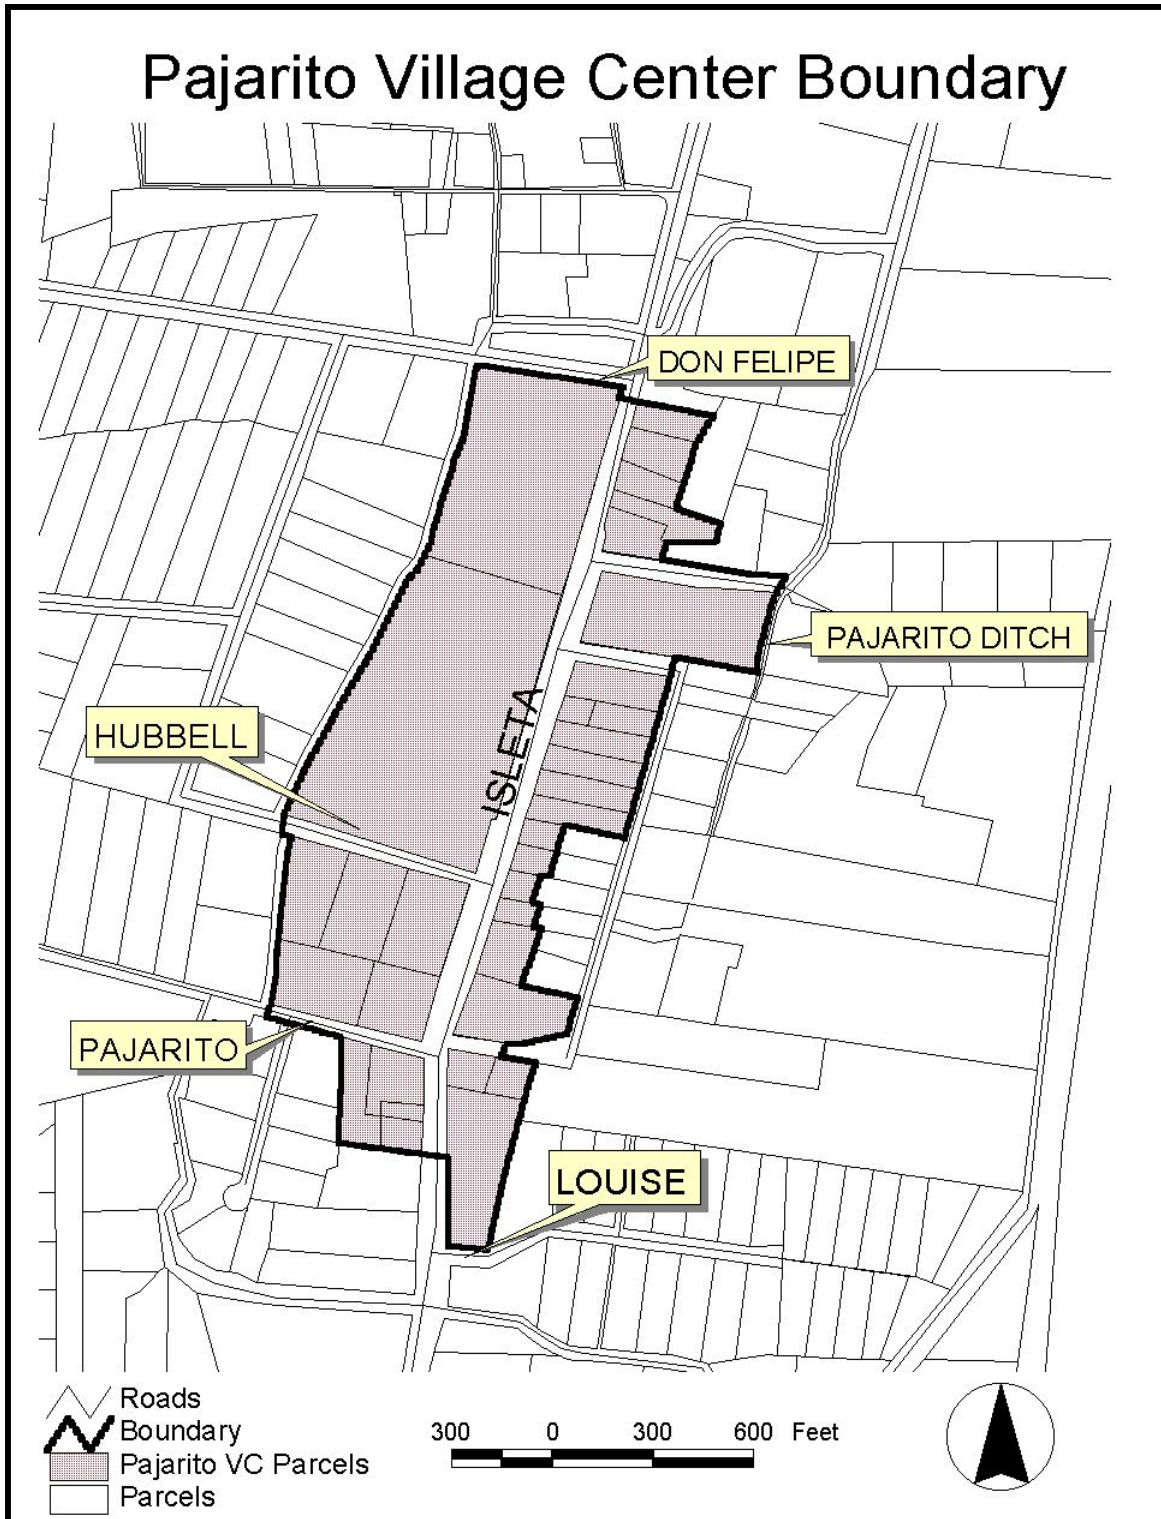 Pajarito Village Center Boundary
DON FELIPE
PAJARITO DITCH
HUBBELL
ISLETA
PAJARITO
LOUISE
Roads
Boundary
Pajarito VC Parcels
Parcels
300 0 300 600 Feet